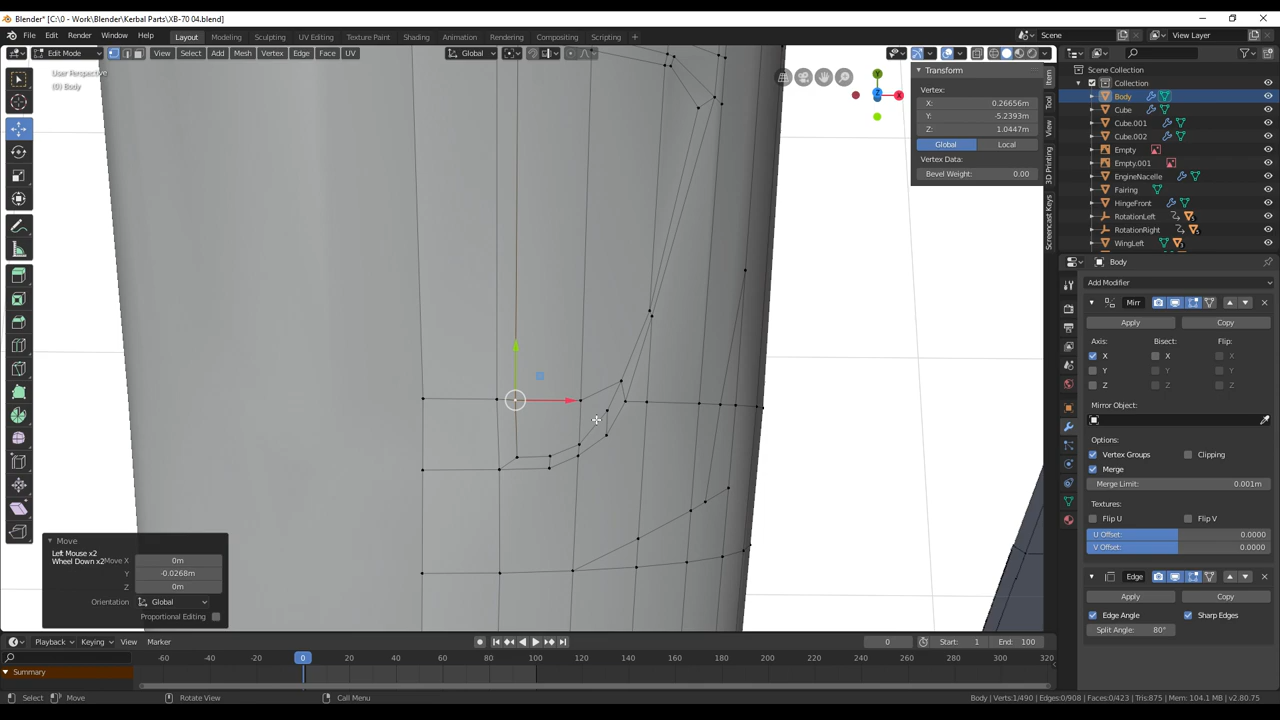 Blender* [C:\0 - Work\Blender\Kerbal Parts\XB-70 04.blend]
File Edit Render Window Help Layout Modeling Sculpting UV Editing Texture Paint Shading Animation Rendering Compositing Scripting + Scene View Layer
Edit Mode View Select Add Mesh Vertex Edge Face UV Global
User Perspective
(0) Body
Transform
Vertex:
X: 0.26656m
Y: -5.2393m
Z: 1.0447m
Global Local
Vertex Data:
Bevel Weight: 0.00
Item
Tool
View
3D Printing
Screencast Keys
Y
X
Z
Scene Collection
Collection
Body
Cube
Cube.001
Cube.002
Empty
Empty.001
EngineNacelle
Fairing
HingeFront
RotationLeft
RotationRight
WingLeft
Body
Add Modifier
Mirr
Apply Copy
Axis: Bisect: Flip:
X X X
Y Y Y
Z Z Z
Mirror Object:
Options:
Vertex Groups Clipping
Merge
Merge Limit: 0.001m
Textures:
Flip U Flip V
U Offset: 0.0000
V Offset: 0.0000
Edge
Apply Copy
Edge Angle Sharp Edges
Split Angle: 80°
Move
Left Mouse x2
Wheel Down x2
Move X 0m
Y -0.0268m
Z 0m
Orientation Global
Proportional Editing
Playback Keying View Marker 0 Start: 1 End: 100
-60 -40 -20 0 20 40 60 80 100 120 140 160 180 200 220 240 260 280 300 320
Summary
Select Move Rotate View Call Menu Body | Verts:1/490 | Edges:0/908 | Faces:0/423 | Tris:875 | Mem: 104.1 MB | v2.80.75